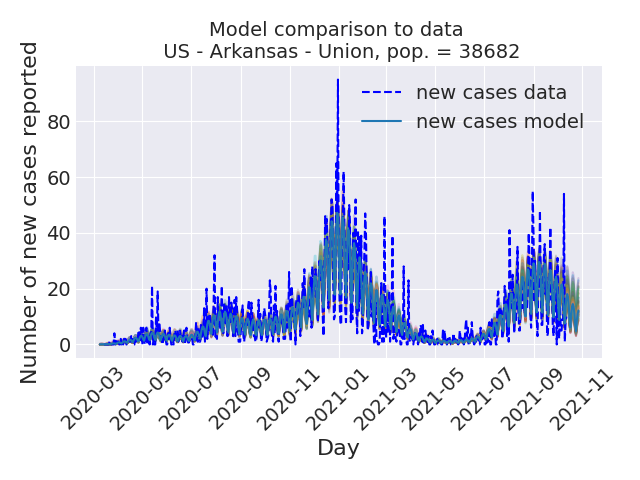 Model comparison to data
US - Arkansas - Union, pop. = 38682
Number of new cases reported
80
60
40
20
0
new cases data
new cases model
2020-03
2020-05
2020-07
2020-09
2020-11
2021-01
2021-03
2021-05
2021-07
2021-09
2021-11
Day